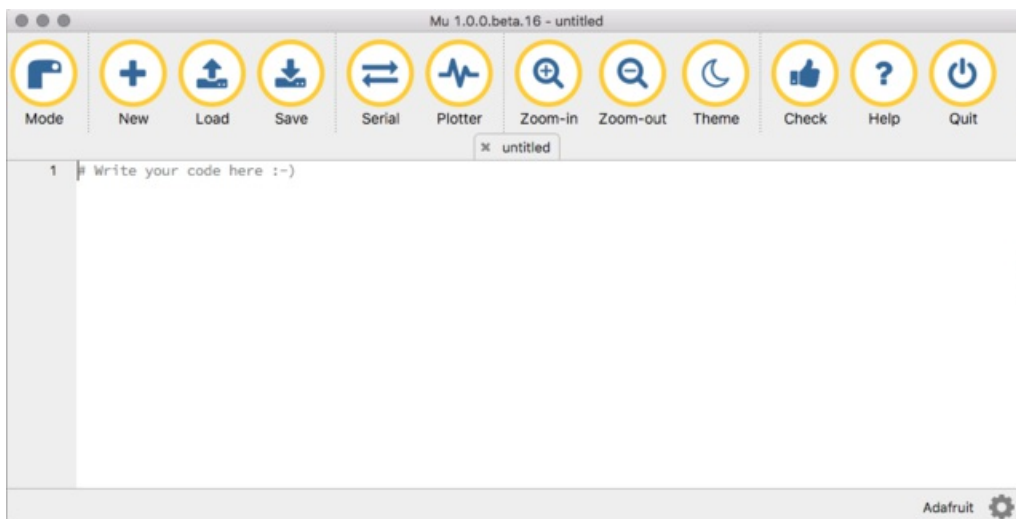 Mu 1.0.0.beta.16 - untitled
Mode New Load Save Serial Plotter Zoom-in Zoom-out Theme Check Help Quit
untitled
1 # Write your code here :-)
Adafruit